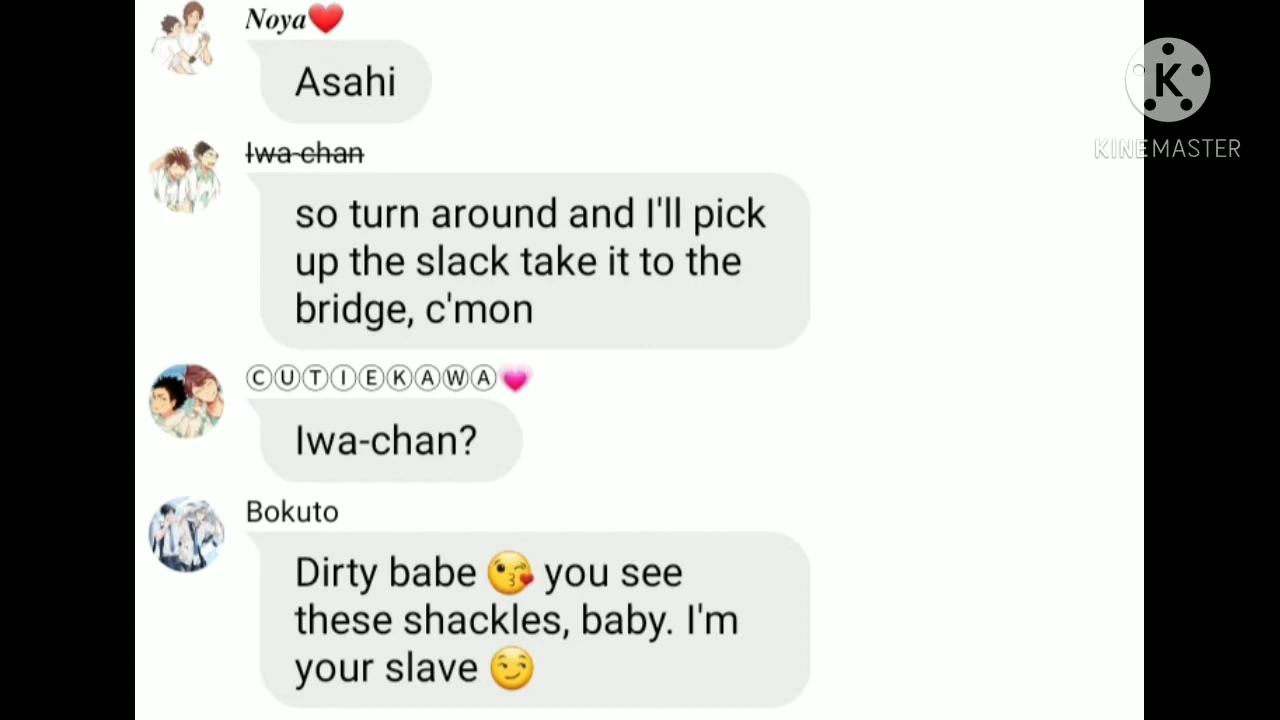 Noya❤️
Asahi
Iwa-chan
so turn around and I'll pick
up the slack take it to the
bridge, c'mon
ⒸⓊⓉⒾⒺⓀⒶⓌⒶ💗
Iwa-chan?
Bokuto
Dirty babe 😘 you see
these shackles, baby. I'm
your slave 😏
K
KINEMASTER